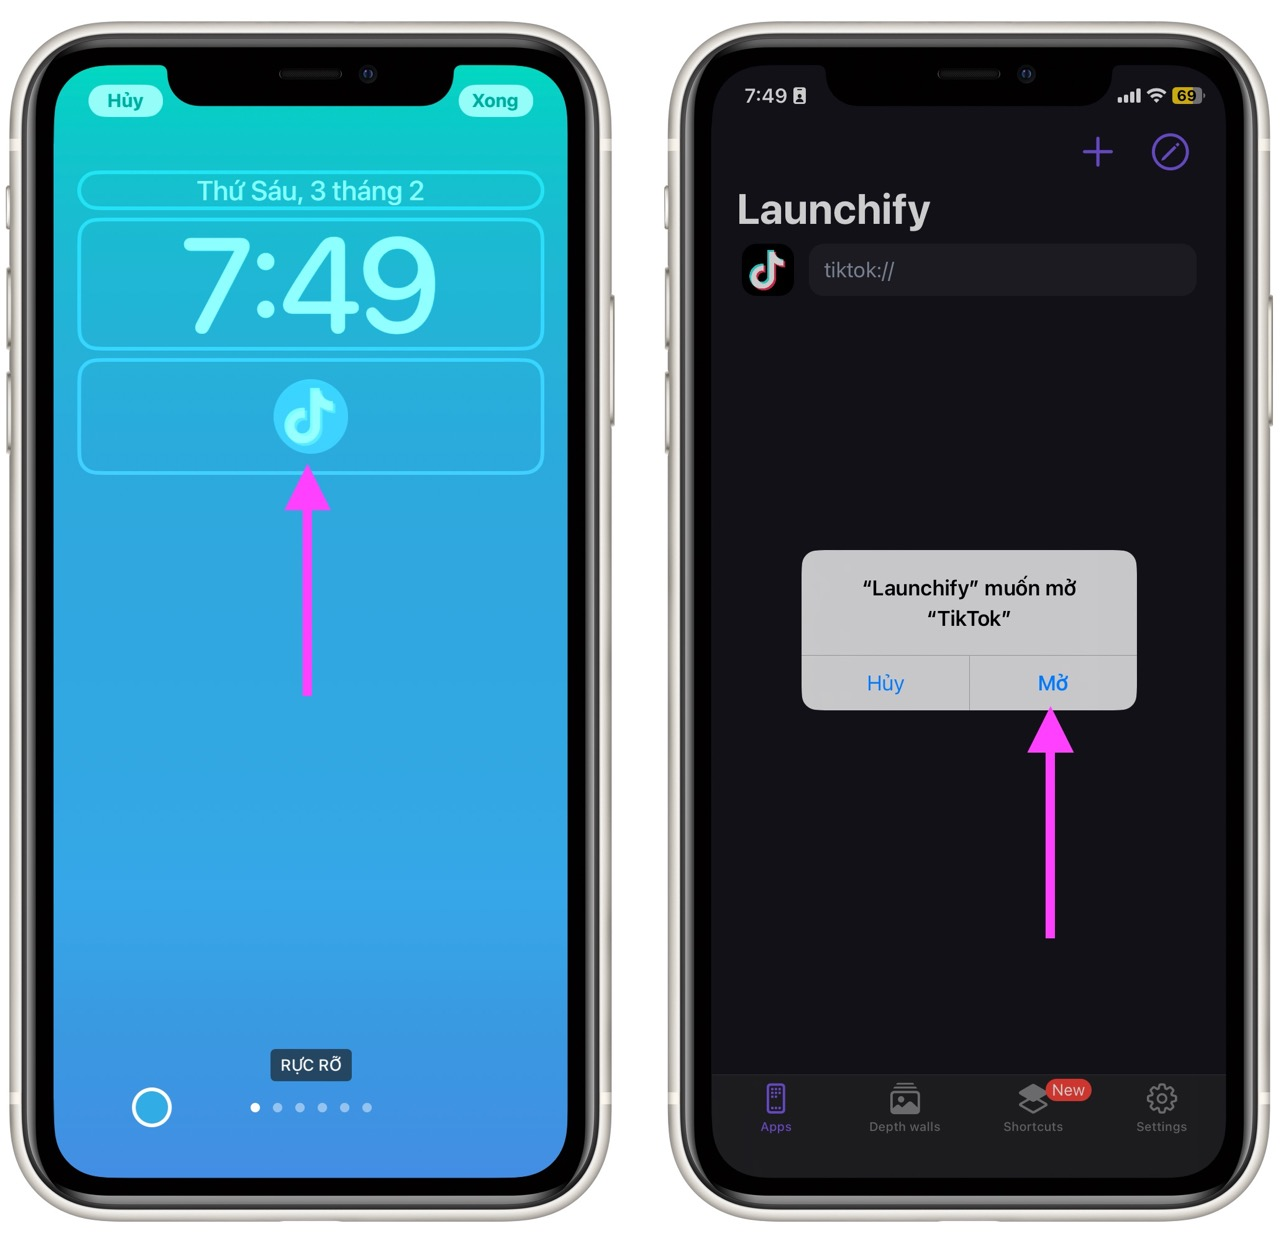 Hủy
Xong
Thứ Sáu, 3 tháng 2
7:49
RỰC RỠ
7:49
69
Launchify
tiktok://
“Launchify” muốn mở
“TikTok”
Hủy
Mở
New
Apps
Depth walls
Shortcuts
Settings